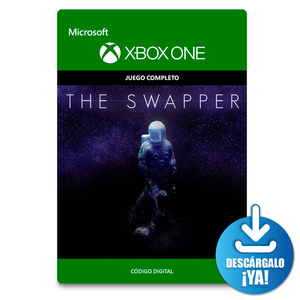 Microsoft
XBOX ONE
JUEGO COMPLETO
THE SWAPPER
DESCÁRGALO
¡YA!
CÓDIGO DIGITAL